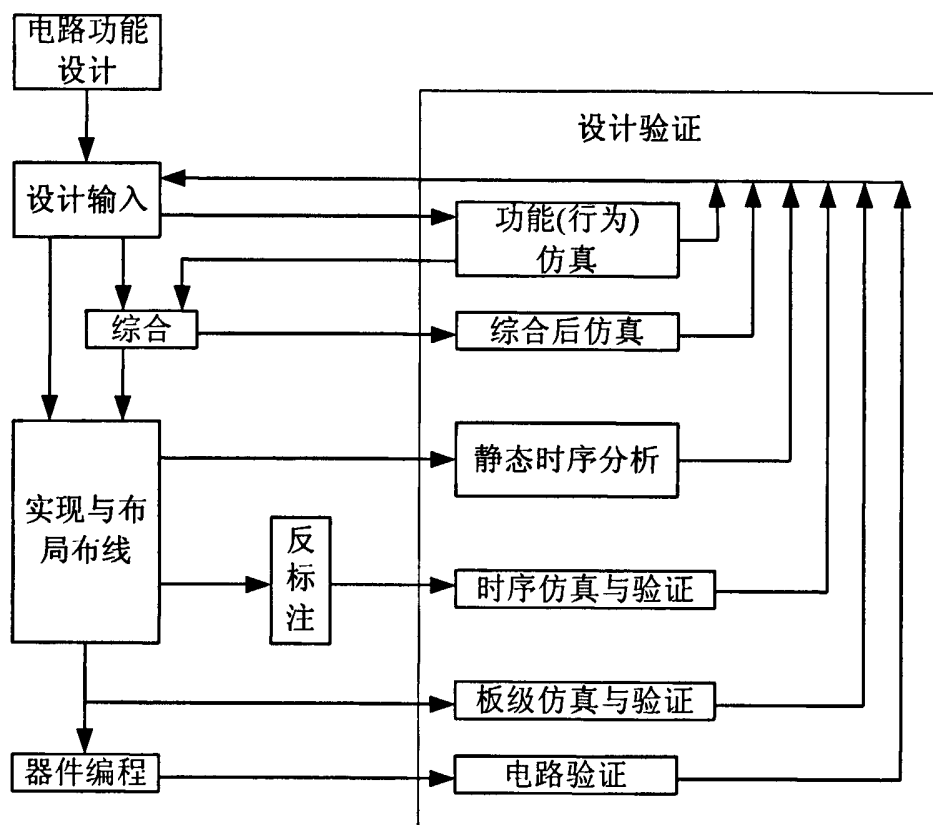 电路功能
设计
设计验证
设计输入
功能(行为)
仿真
综合
综合后仿真
静态时序分析
实现与布
局布线
反
标
注
时序仿真与验证
板级仿真与验证
器件编程
电路验证